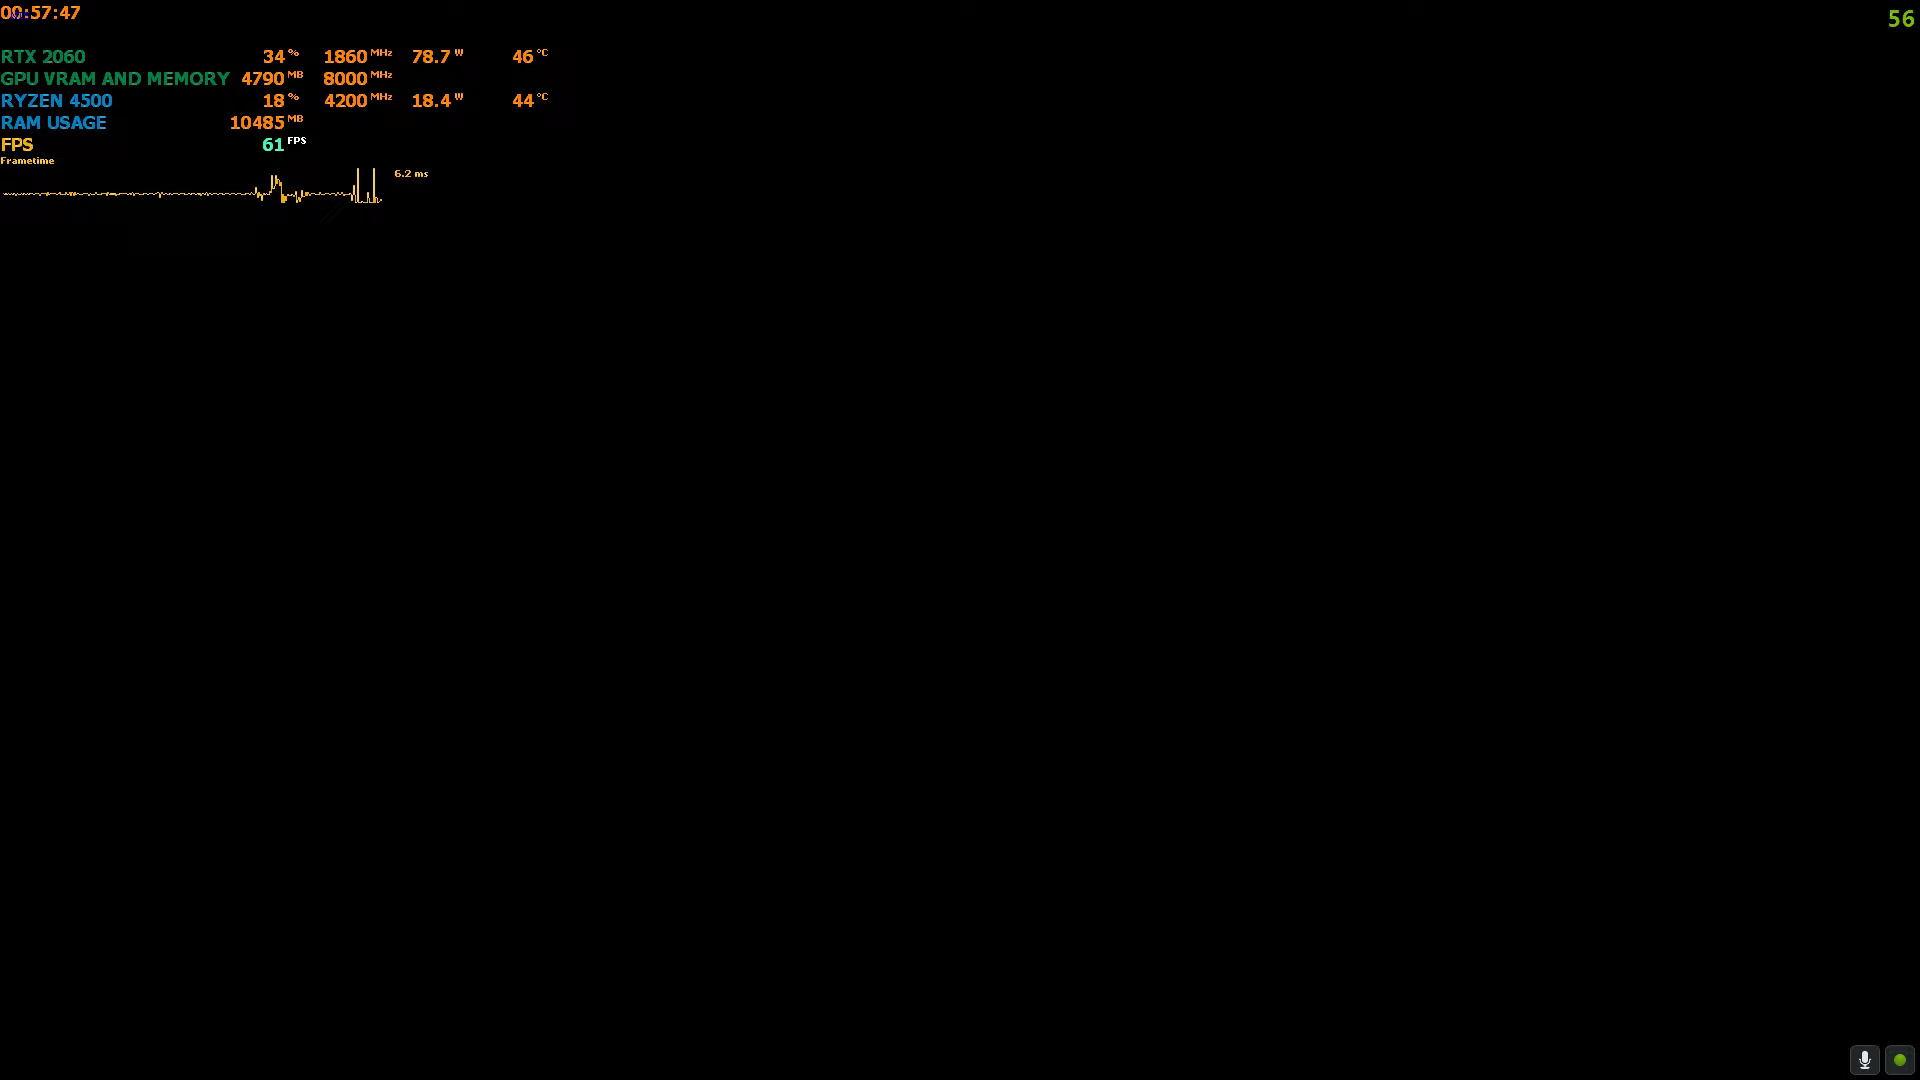 00:57:47
56
RTX 2060 34 % 1860 MHz 78.7 W 46 °C
GPU VRAM AND MEMORY 4790 MB 8000 MHz
RYZEN 4500 18 % 4200 MHz 18.4 W 44 °C
RAM USAGE 10485 MB
FPS 61 FPS
Frametime
6.2 ms